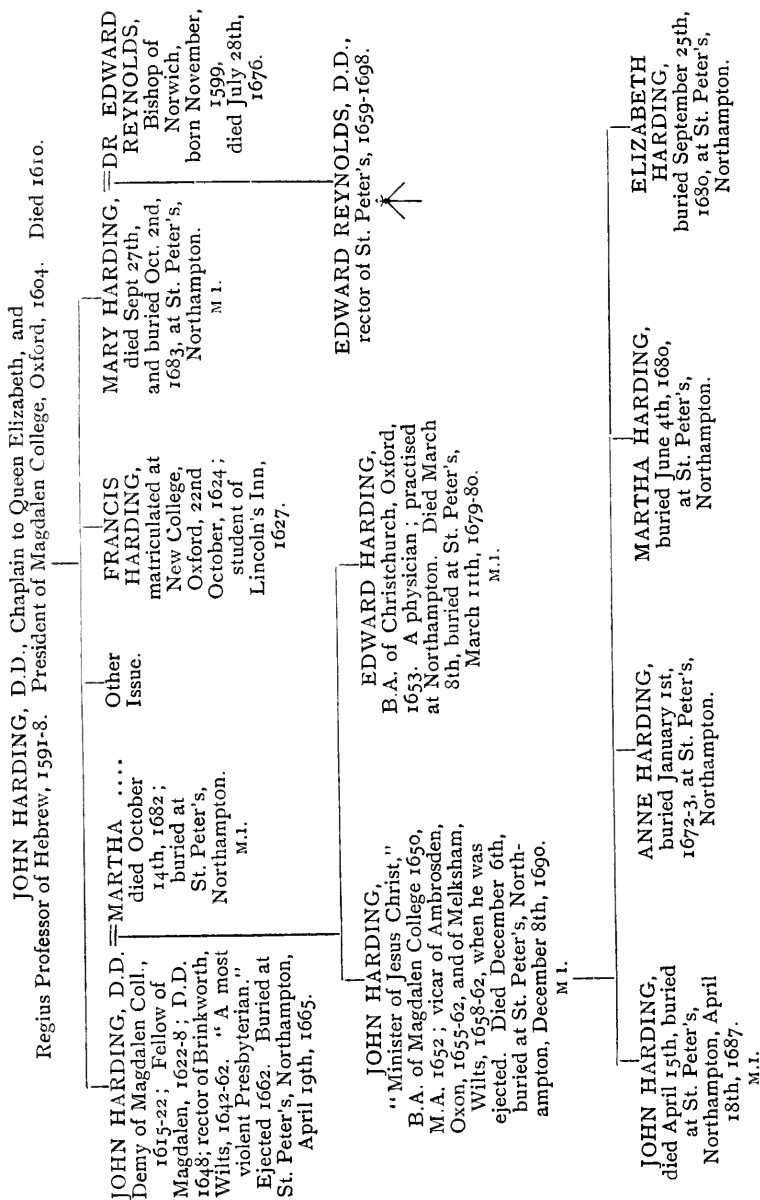 JOHN HARDING, D.D., Chaplain to Queen Elizabeth, and
Regius Professor of Hebrew, 1591-8. President of Magdalen College, Oxford, 1604. Died 1610.
JOHN HARDING, D.D.
Demy of Magdalen Coll.,
1615-22; Fellow of
Magdalen, 1622-8; D.D.
1648; rector of Brinkworth,
Wilts, 1642-62. "A most
violent Presbyterian."
Ejected 1662. Buried at
St. Peter's, Northampton,
April 19th, 1665.
=MARTHA ....
died October
14th, 1682;
buried at
St. Peter's,
Northampton.
M.I.
Other
Issue.
FRANCIS
HARDING,
matriculated at
New College,
Oxford, 22nd
October, 1624;
student of
Lincoln's Inn,
1627.
MARY HARDING,
died Sept 27th,
and buried Oct. 2nd,
1683, at St. Peter's,
Northampton.
M.I.
=DR EDWARD
REYNOLDS,
Bishop of
Norwich,
born November,
1599,
died July 28th,
1676.
JOHN HARDING,
"Minister of Jesus Christ,"
B.A. of Magdalen College 1650,
M.A. 1652; vicar of Ambrosden,
Oxon, 1655-62, and of Melksham,
Wilts, 1658-62, when he was
ejected. Died December 6th,
buried at St. Peter's, North-
ampton, December 8th, 1690.
M I.
EDWARD HARDING,
B.A. of Christchurch, Oxford,
1653. A physician; practised
at Northampton. Died March
8th, buried at St. Peter's,
March 11th, 1679-80.
M.I.
EDWARD REYNOLDS, D.D.,
rector of St. Peter's, 1659-1698.
JOHN HARDING,
died April 15th, buried
at St. Peter's,
Northampton, April
18th, 1687.
M.I.
ANNE HARDING,
buried January 1st,
1672-3, at St. Peter's,
Northampton.
MARTHA HARDING,
buried June 4th, 1680,
at St. Peter's,
Northampton.
ELIZABETH
HARDING,
buried September 25th,
1680, at St. Peter's,
Northampton.